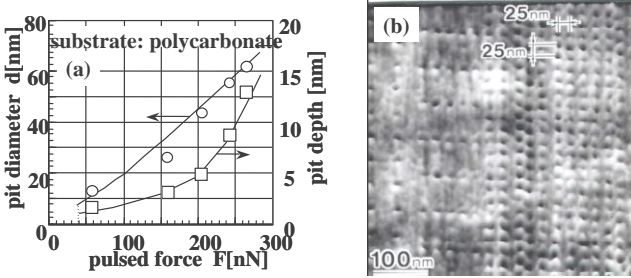 80
20
substrate: polycarbonate
(a)
60
15
40
10
20
5
0
0
0
100
200
300
pit diameter d[nm]
pit depth [nm]
pulsed force F[nN]
(b)
25nm
25nm
100nm